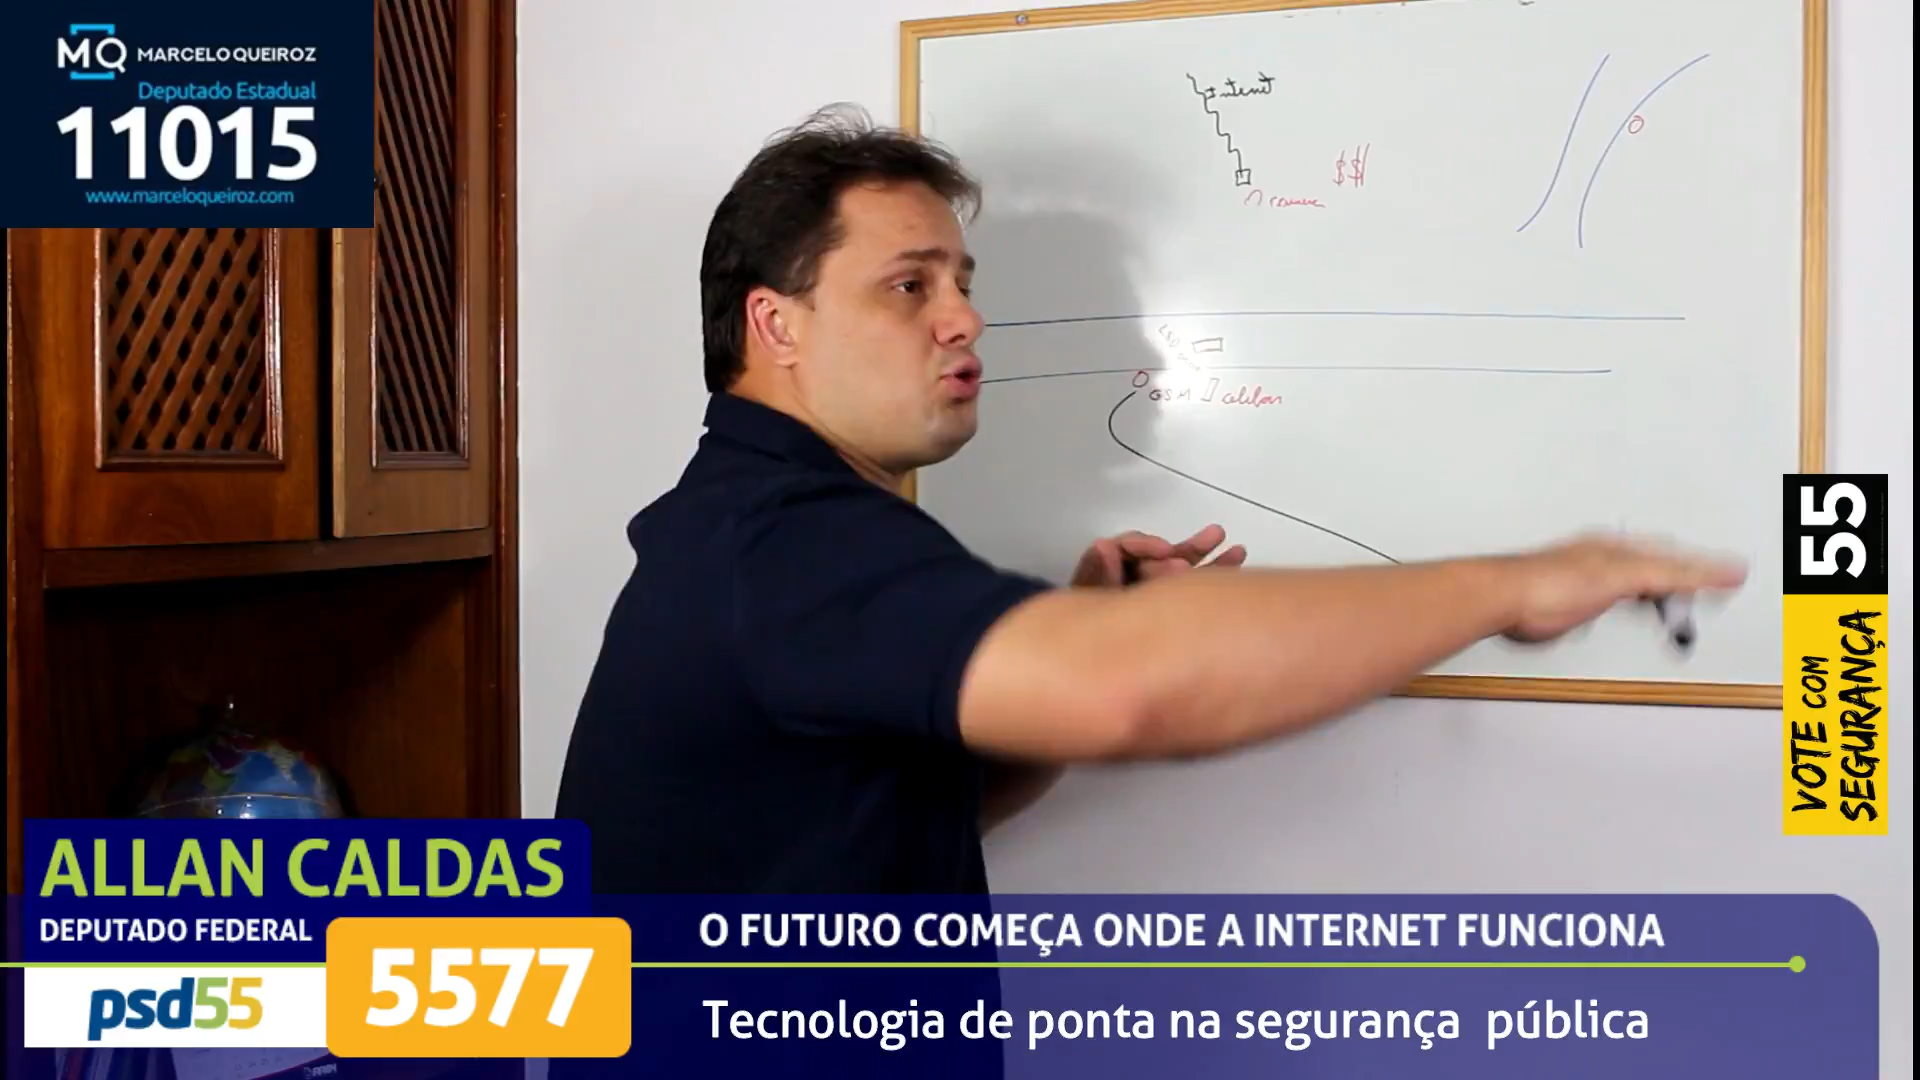 MQ MARCELO QUEIROZ
Deputado Estadual
11015
www.marceloqueiroz.com
Internet
$$
GSM
55
VOTE COM
SEGURANÇA
ALLAN CALDAS
DEPUTADO FEDERAL
psd55
5577
O FUTURO COMEÇA ONDE A INTERNET FUNCIONA
Tecnologia de ponta na segurança pública